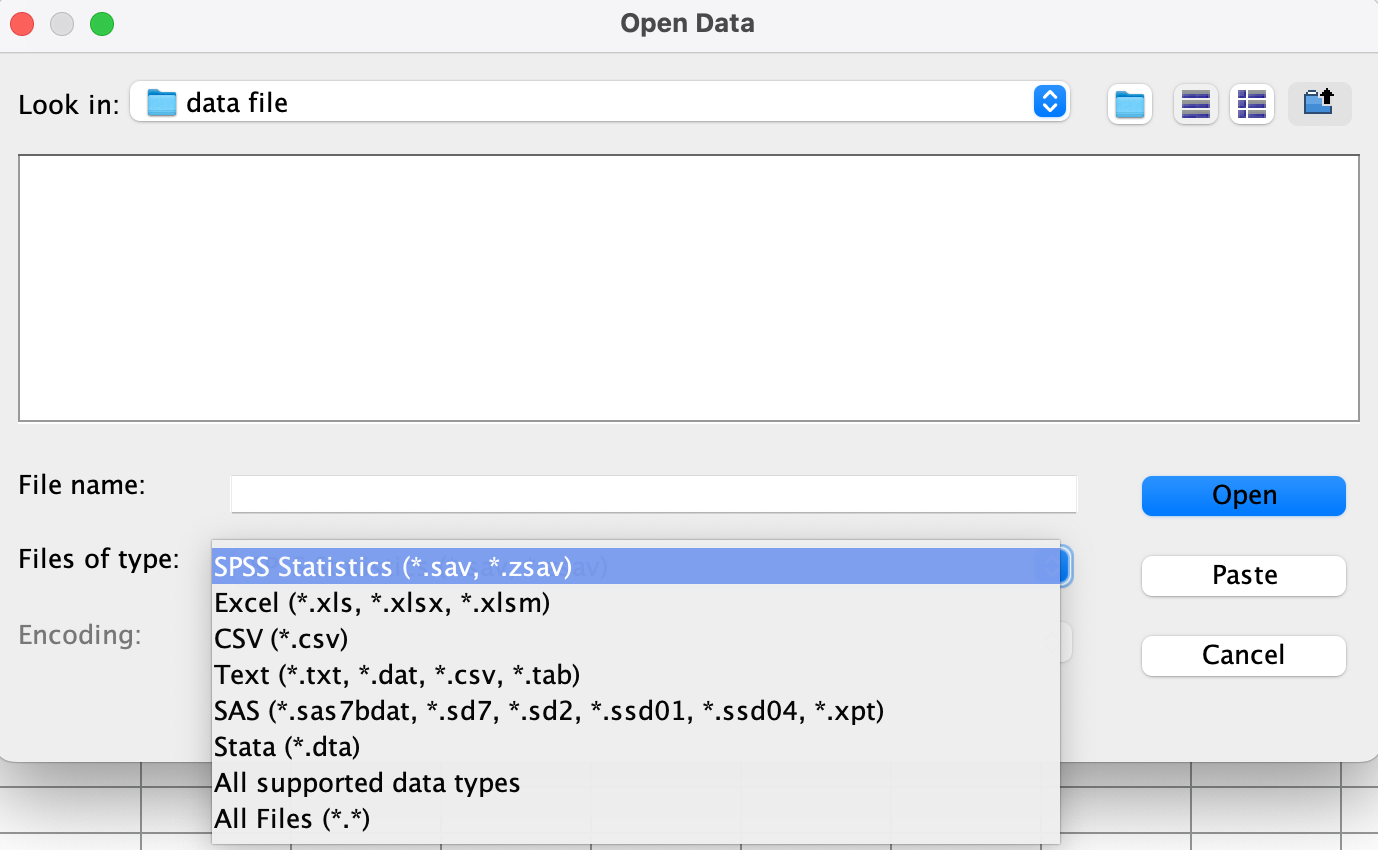 Open Data
Look in: data file
File name:
Open
Files of type:
SPSS Statistics (*.sav, *.zsav)
Excel (*.xls, *.xlsx, *.xlsm)
Paste
Encoding:
CSV (*.csv)
Text (*.txt, *.dat, *.csv, *.tab)
Cancel
SAS (*.sas7bdat, *.sd7, *.sd2, *.ssd01, *.ssd04, *.xpt)
Stata (*.dta)
All supported data types
All Files (*.*)